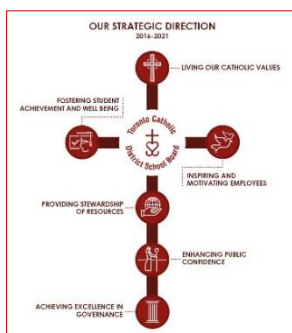 OUR STRATEGIC DIRECTION
2016-2021
LIVING OUR CATHOLIC VALUES
FOSTERING STUDENT
ACHIEVEMENT AND WELL BEING
Toronto Catholic
District School Board
INSPIRING AND
MOTIVATING EMPLOYEES
PROVIDING STEWARDSHIP
OF RESOURCES
ENHANCING PUBLIC
CONFIDENCE
ACHIEVING EXCELLENCE IN
GOVERNANCE